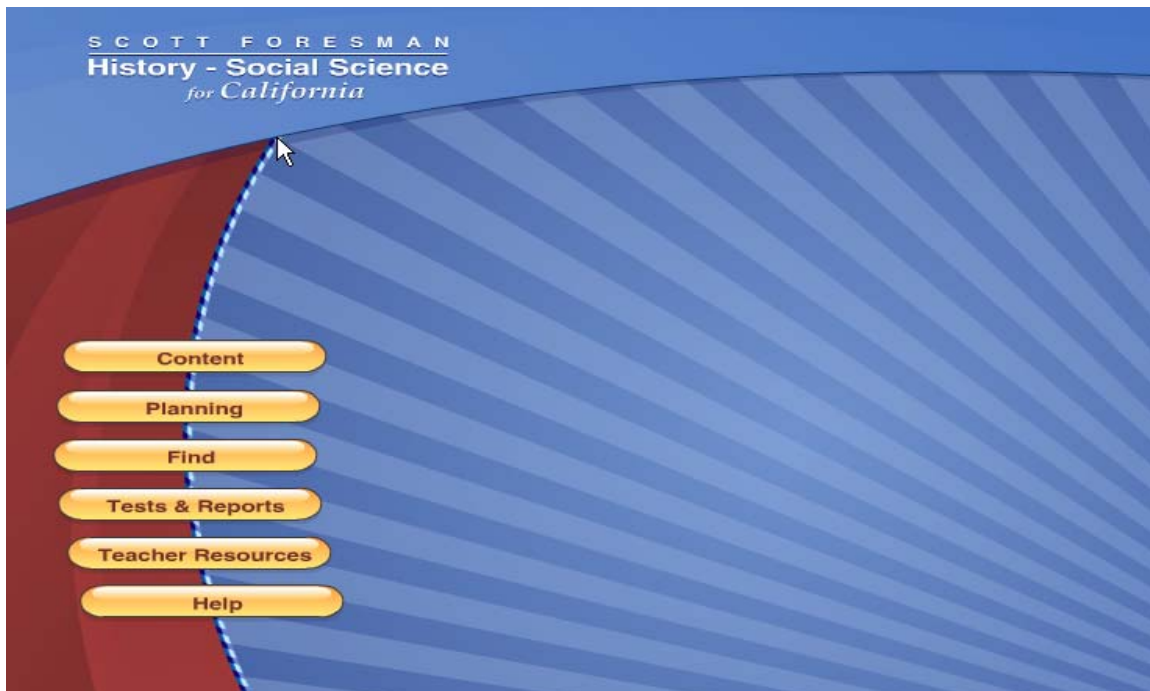 SCOTT FORESMAN
History - Social Science
for California
Content
Planning
Find
Tests & Reports
Teacher Resources
Help